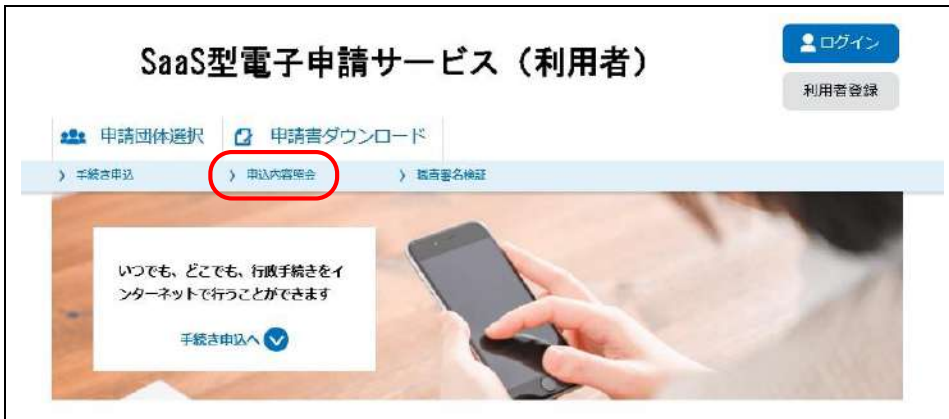 SaaS型電子申請サービス（利用者）
ログイン
利用者登録
申請団体選択
申請書ダウンロード
手続き申込
申込内容照会
職責署名検証
いつでも、どこでも、行政手続きをイ
ンターネットで行うことができます
手続き申込へ